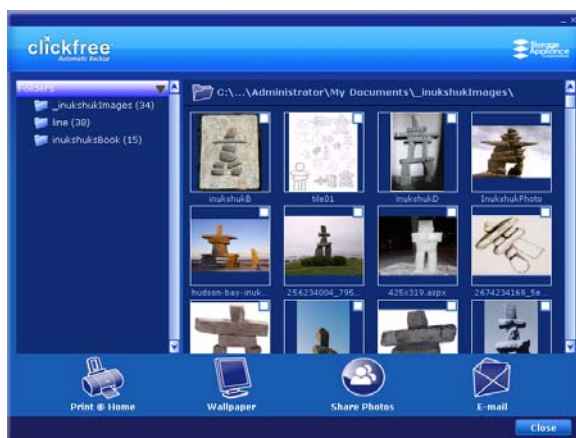 clickfree
Automatic Backup
Storage
Appliance
Corporation
Folders
_inukshukImages (34)
line (30)
inukshuksBook (15)
C:\...\Administrator\My Documents\_inukshukImages\
inukshukB
tile01
inukshukD
InukshukPhoto
hudson-bay-inuk...
256234004_795...
425x319.aspx
2674234168_5e...
Print @ Home
Wallpaper
Share Photos
E-mail
Close